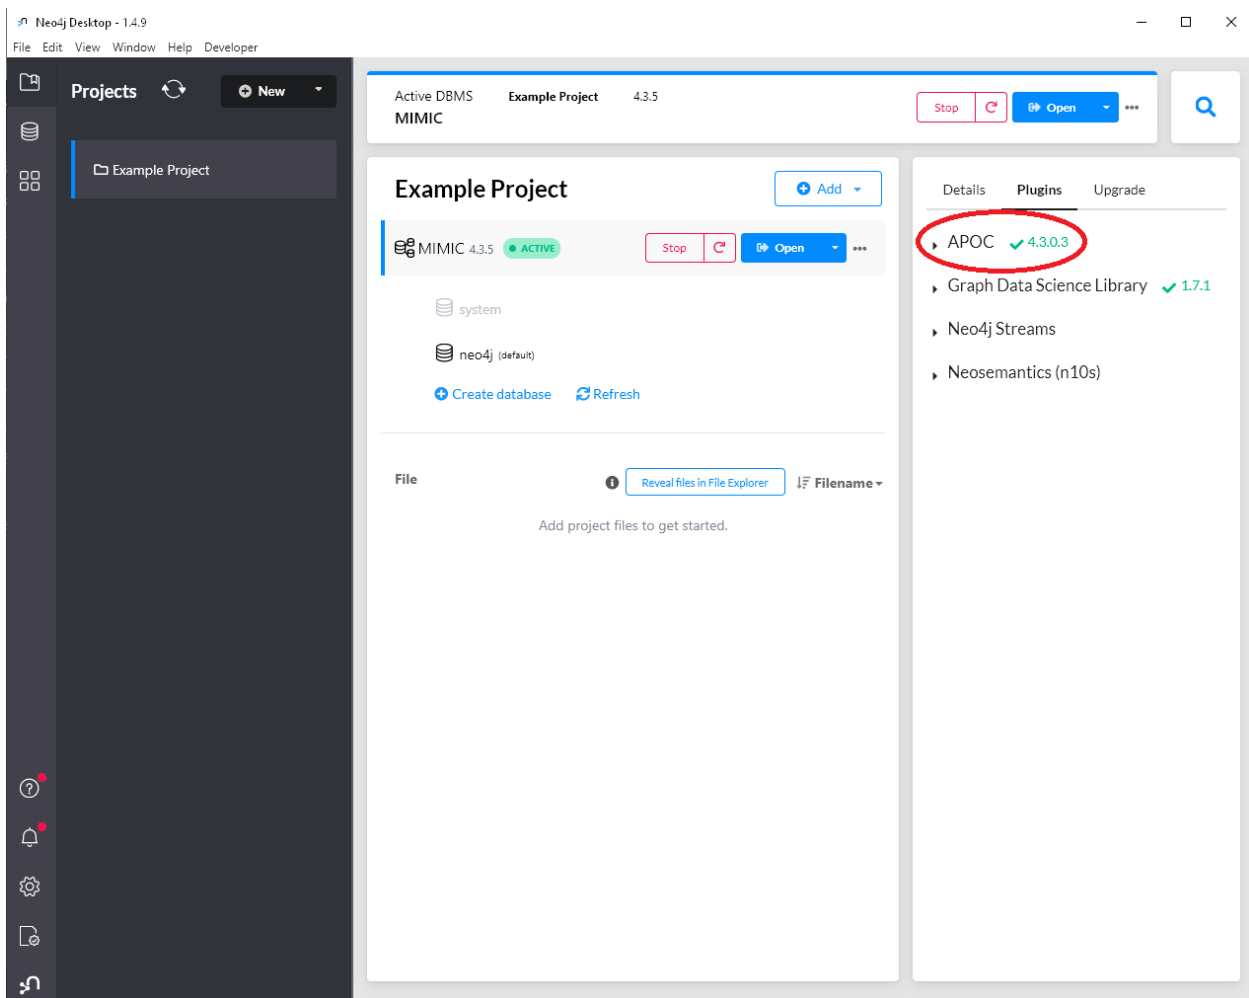 Neo4j Desktop - 1.4.9
File Edit View Window Help Developer
Projects
New
Example Project
Active DBMS Example Project 4.3.5
MIMIC
Stop
Open
Example Project
Add
MIMIC 4.3.5 ACTIVE
Stop
Open
system
neo4j (default)
Create database Refresh
File
Reveal files in File Explorer
Filename
Add project files to get started.
Details Plugins Upgrade
APOC 4.3.0.3
Graph Data Science Library 1.7.1
Neo4j Streams
Neosemantics (n10s)